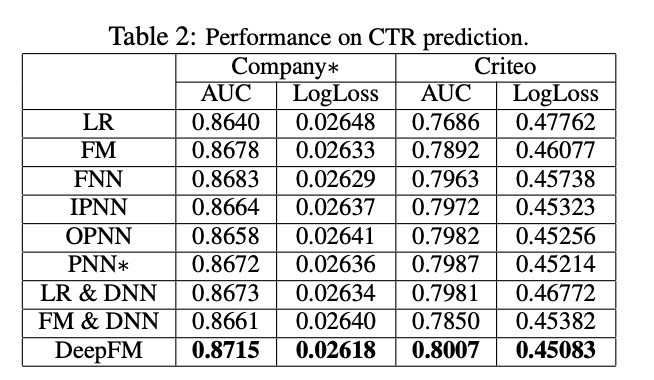 Table 2: Performance on CTR prediction.
Company* Criteo
AUC LogLoss AUC LogLoss
LR 0.8640 0.02648 0.7686 0.47762
FM 0.8678 0.02633 0.7892 0.46077
FNN 0.8683 0.02629 0.7963 0.45738
IPNN 0.8664 0.02637 0.7972 0.45323
OPNN 0.8658 0.02641 0.7982 0.45256
PNN* 0.8672 0.02636 0.7987 0.45214
LR & DNN 0.8673 0.02634 0.7981 0.46772
FM & DNN 0.8661 0.02640 0.7850 0.45382
DeepFM 0.8715 0.02618 0.8007 0.45083